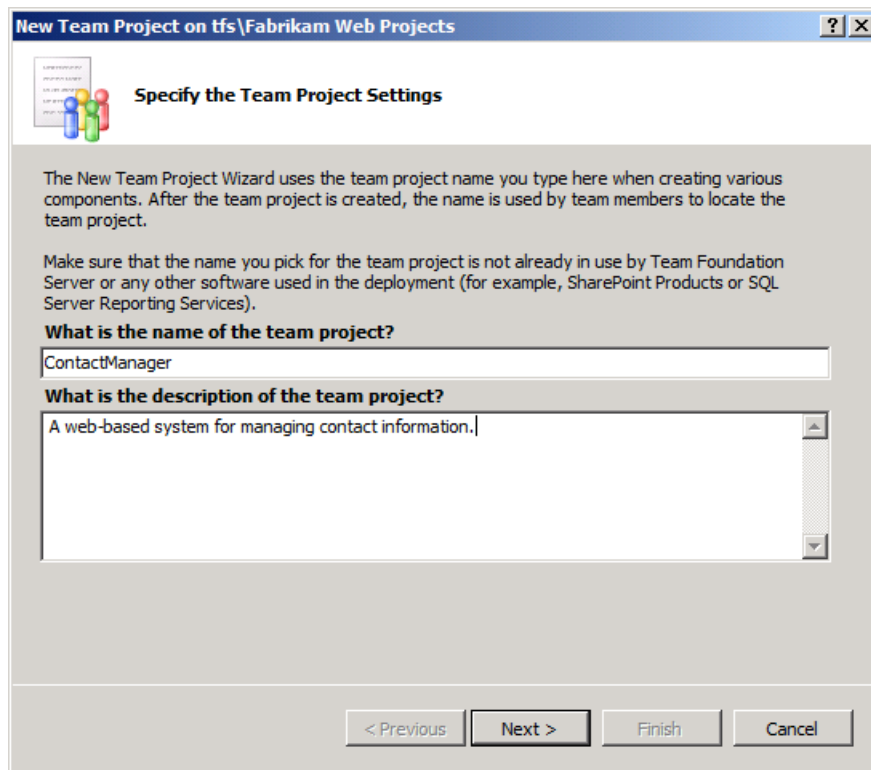 New Team Project on tfs\Fabrikam Web Projects
Specify the Team Project Settings
The New Team Project Wizard uses the team project name you type here when creating various
components. After the team project is created, the name is used by team members to locate the
team project.
Make sure that the name you pick for the team project is not already in use by Team Foundation
Server or any other software used in the deployment (for example, SharePoint Products or SQL
Server Reporting Services).
What is the name of the team project?
ContactManager
What is the description of the team project?
A web-based system for managing contact information.
< Previous
Next >
Finish
Cancel